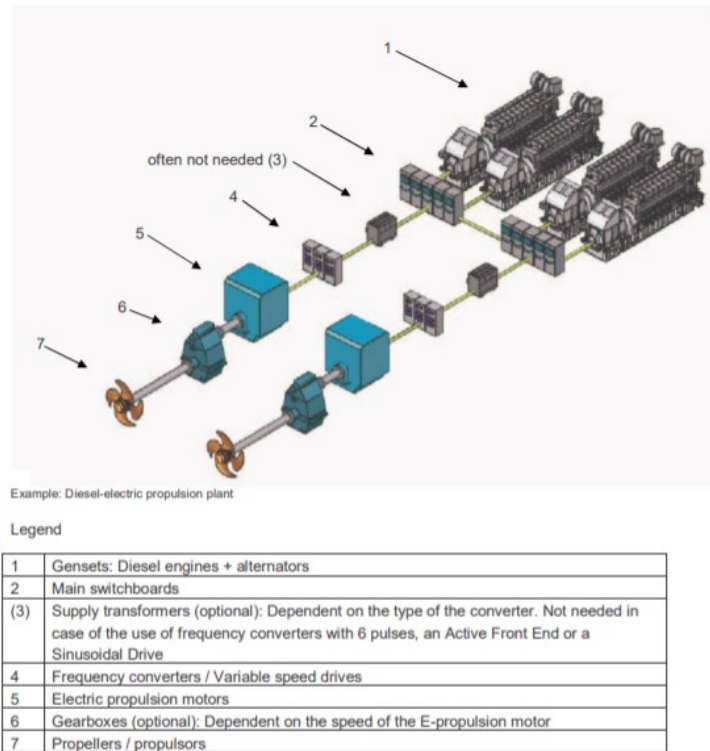 1
2
often not needed (3)
4
5
6
7
Example: Diesel-electric propulsion plant
Legend
1 Gensets: Diesel engines + alternators
2 Main switchboards
(3) Supply transformers (optional): Dependent on the type of the converter. Not needed in
case of the use of frequency converters with 6 pulses, an Active Front End or a
Sinusoidal Drive
4 Frequency converters / Variable speed drives
5 Electric propulsion motors
6 Gearboxes (optional): Dependent on the speed of the E-propulsion motor
7 Propellers / propulsors